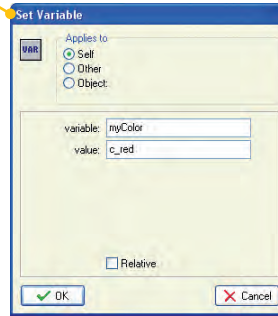 Set Variable
VAR
Applies to
Self
Other
Object:
variable: myColor
value: c_red
Relative
OK
Cancel